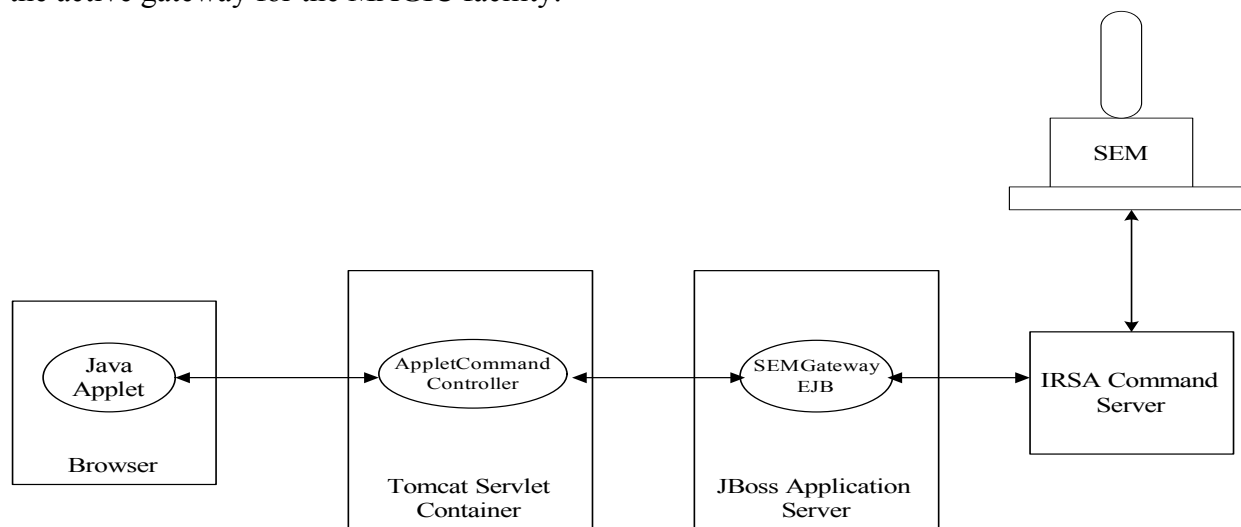 the active gateway for the MAGIC facility.
SEM
Java
Applet
Browser
AppletCommand
Controller
Tomcat Servlet
Container
SEMGateway
EJB
JBoss Application
Server
IRSA Command
Server